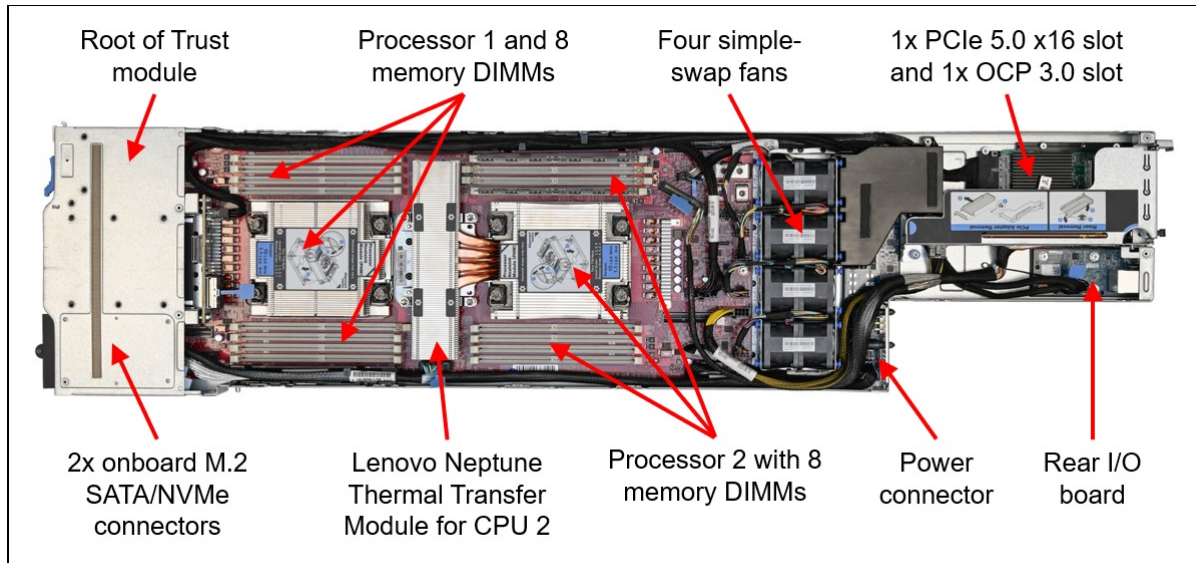 Root of Trust
module
Processor 1 and 8
memory DIMMs
Four simple-
swap fans
1x PCIe 5.0 x16 slot
and 1x OCP 3.0 slot
2x onboard M.2
SATA/NVMe
connectors
Lenovo Neptune
Thermal Transfer
Module for CPU 2
Processor 2 with 8
memory DIMMs
Power
connector
Rear I/O
board